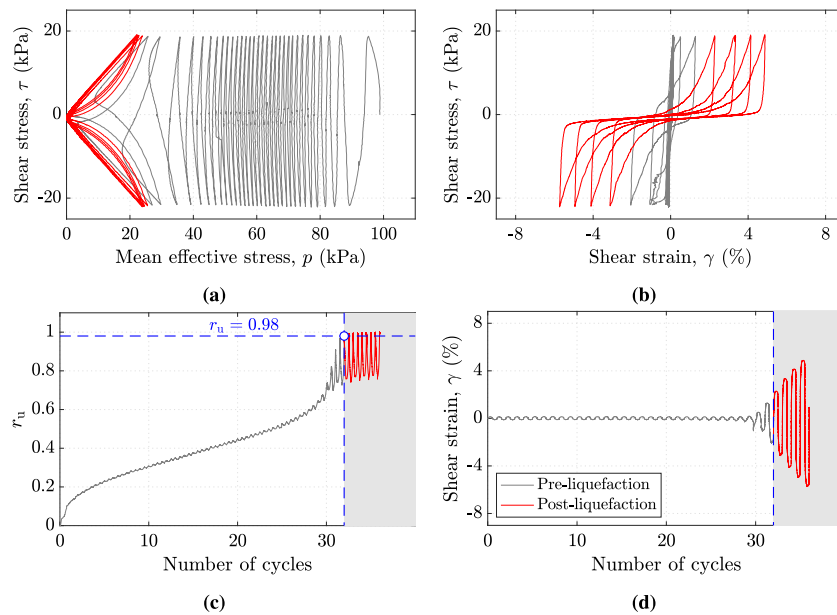 20
0
-20
Shear stress, τ (kPa)
0 20 40 60 80 100
Mean effective stress, p (kPa)
(a)
20
0
-20
Shear stress, τ (kPa)
-8 -4 0 4 8
Shear strain, γ (%)
(b)
r_u = 0.98
1
0.8
0.6
0.4
0.2
0
r_u
0 10 20 30
Number of cycles
(c)
8
4
0
-4
-8
Shear strain, γ (%)
Pre-liquefaction
Post-liquefaction
0 10 20 30
Number of cycles
(d)